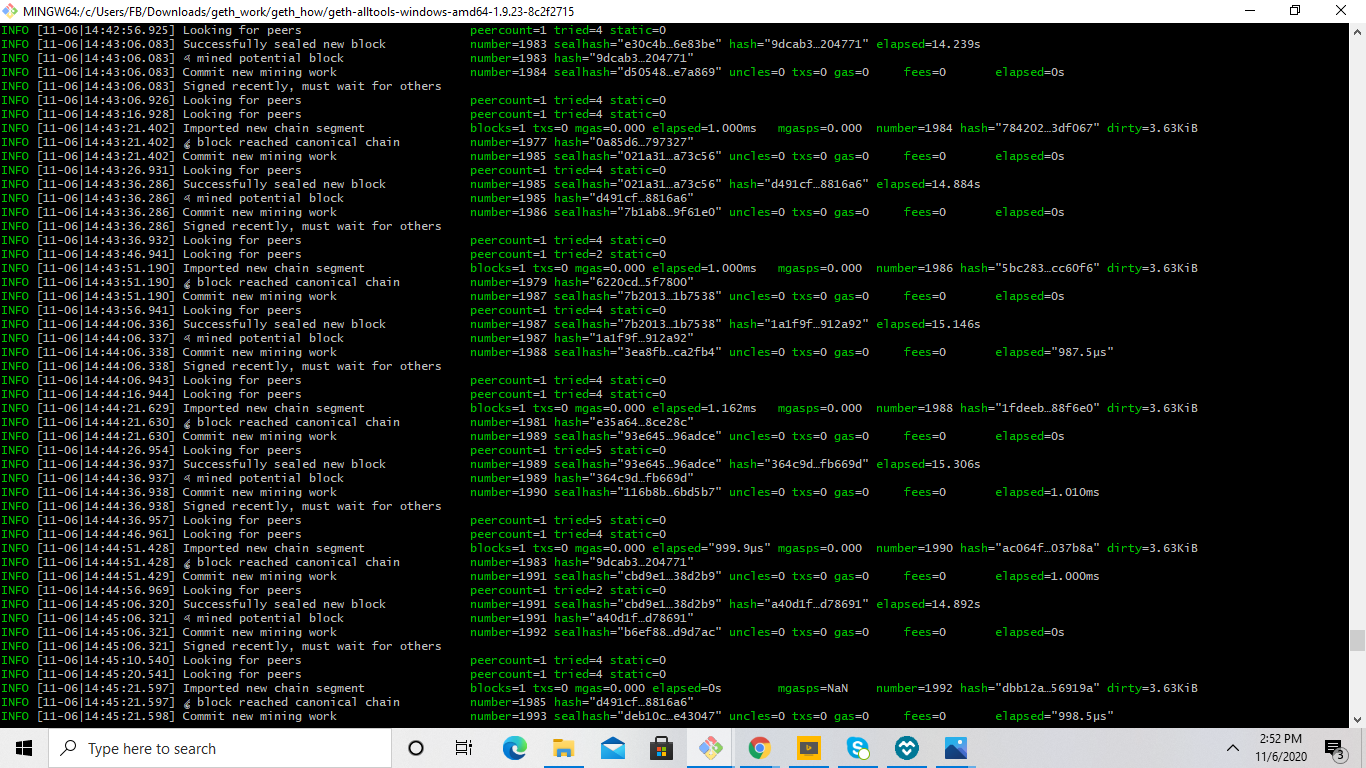 MINGW64:/c/Users/FB/Downloads/geth_work/geth_how/geth-alltools-windows-amd64-1.9.23-8c2f2715
INFO [11-06|14:42:56.925] Looking for peers peercount=1 tried=4 static=0
INFO [11-06|14:43:06.083] Successfully sealed new block number=1983 sealhash="e30c4b…6e83be" hash="9dcab3…204771" elapsed=14.239s
INFO [11-06|14:43:06.083] 🔨 mined potential block number=1983 hash="9dcab3…204771"
INFO [11-06|14:43:06.083] Commit new mining work number=1984 sealhash="d50548…e7a869" uncles=0 txs=0 gas=0 fees=0 elapsed=0s
INFO [11-06|14:43:06.083] Signed recently, must wait for others
INFO [11-06|14:43:06.926] Looking for peers peercount=1 tried=4 static=0
INFO [11-06|14:43:16.928] Looking for peers peercount=1 tried=4 static=0
INFO [11-06|14:43:21.402] Imported new chain segment blocks=1 txs=0 mgas=0.000 elapsed=1.000ms mgasps=0.000 number=1984 hash="784202…3df067" dirty=3.63KiB
INFO [11-06|14:43:21.402] 🔗 block reached canonical chain number=1977 hash="0a85d6…797327"
INFO [11-06|14:43:21.402] Commit new mining work number=1985 sealhash="021a31…a73c56" uncles=0 txs=0 gas=0 fees=0 elapsed=0s
INFO [11-06|14:43:26.931] Looking for peers peercount=1 tried=4 static=0
INFO [11-06|14:43:36.286] Successfully sealed new block number=1985 sealhash="021a31…a73c56" hash="d491cf…8816a6" elapsed=14.884s
INFO [11-06|14:43:36.286] 🔨 mined potential block number=1985 hash="d491cf…8816a6"
INFO [11-06|14:43:36.286] Commit new mining work number=1986 sealhash="7b1ab8…9f61e0" uncles=0 txs=0 gas=0 fees=0 elapsed=0s
INFO [11-06|14:43:36.286] Signed recently, must wait for others
INFO [11-06|14:43:36.932] Looking for peers peercount=1 tried=4 static=0
INFO [11-06|14:43:46.941] Looking for peers peercount=1 tried=2 static=0
INFO [11-06|14:43:51.190] Imported new chain segment blocks=1 txs=0 mgas=0.000 elapsed=1.000ms mgasps=0.000 number=1986 hash="5bc283…cc60f6" dirty=3.63KiB
INFO [11-06|14:43:51.190] 🔗 block reached canonical chain number=1979 hash="6220cd…5f7800"
INFO [11-06|14:43:51.190] Commit new mining work number=1987 sealhash="7b2013…1b7538" uncles=0 txs=0 gas=0 fees=0 elapsed=0s
INFO [11-06|14:43:56.941] Looking for peers peercount=1 tried=4 static=0
INFO [11-06|14:44:06.336] Successfully sealed new block number=1987 sealhash="7b2013…1b7538" hash="1a1f9f…912a92" elapsed=15.146s
INFO [11-06|14:44:06.337] 🔨 mined potential block number=1987 hash="1a1f9f…912a92"
INFO [11-06|14:44:06.338] Commit new mining work number=1988 sealhash="3ea8fb…ca2fb4" uncles=0 txs=0 gas=0 fees=0 elapsed="987.5µs"
INFO [11-06|14:44:06.338] Signed recently, must wait for others
INFO [11-06|14:44:06.943] Looking for peers peercount=1 tried=4 static=0
INFO [11-06|14:44:16.944] Looking for peers peercount=1 tried=4 static=0
INFO [11-06|14:44:21.629] Imported new chain segment blocks=1 txs=0 mgas=0.000 elapsed=1.162ms mgasps=0.000 number=1988 hash="1fdeeb…88f6e0" dirty=3.63KiB
INFO [11-06|14:44:21.630] 🔗 block reached canonical chain number=1981 hash="e35a64…8ce28c"
INFO [11-06|14:44:21.630] Commit new mining work number=1989 sealhash="93e645…96adce" uncles=0 txs=0 gas=0 fees=0 elapsed=0s
INFO [11-06|14:44:26.954] Looking for peers peercount=1 tried=5 static=0
INFO [11-06|14:44:36.937] Successfully sealed new block number=1989 sealhash="93e645…96adce" hash="364c9d…fb669d" elapsed=15.306s
INFO [11-06|14:44:36.937] 🔨 mined potential block number=1989 hash="364c9d…fb669d"
INFO [11-06|14:44:36.938] Commit new mining work number=1990 sealhash="116b8b…6bd5b7" uncles=0 txs=0 gas=0 fees=0 elapsed=1.010ms
INFO [11-06|14:44:36.938] Signed recently, must wait for others
INFO [11-06|14:44:36.957] Looking for peers peercount=1 tried=5 static=0
INFO [11-06|14:44:46.961] Looking for peers peercount=1 tried=4 static=0
INFO [11-06|14:44:51.428] Imported new chain segment blocks=1 txs=0 mgas=0.000 elapsed="999.9µs" mgasps=0.000 number=1990 hash="ac064f…037b8a" dirty=3.63KiB
INFO [11-06|14:44:51.428] 🔗 block reached canonical chain number=1983 hash="9dcab3…204771"
INFO [11-06|14:44:51.429] Commit new mining work number=1991 sealhash="cbd9e1…38d2b9" uncles=0 txs=0 gas=0 fees=0 elapsed=1.000ms
INFO [11-06|14:44:56.969] Looking for peers peercount=1 tried=2 static=0
INFO [11-06|14:45:06.320] Successfully sealed new block number=1991 sealhash="cbd9e1…38d2b9" hash="a40d1f…d78691" elapsed=14.892s
INFO [11-06|14:45:06.321] 🔨 mined potential block number=1991 hash="a40d1f…d78691"
INFO [11-06|14:45:06.321] Commit new mining work number=1992 sealhash="b6ef88…d9d7ac" uncles=0 txs=0 gas=0 fees=0 elapsed=0s
INFO [11-06|14:45:06.321] Signed recently, must wait for others
INFO [11-06|14:45:10.540] Looking for peers peercount=1 tried=4 static=0
INFO [11-06|14:45:20.541] Looking for peers peercount=1 tried=4 static=0
INFO [11-06|14:45:21.597] Imported new chain segment blocks=1 txs=0 mgas=0.000 elapsed=0s mgasps=NaN number=1992 hash="dbb12a…56919a" dirty=3.63KiB
INFO [11-06|14:45:21.597] 🔗 block reached canonical chain number=1985 hash="d491cf…8816a6"
INFO [11-06|14:45:21.598] Commit new mining work number=1993 sealhash="deb10c…e43047" uncles=0 txs=0 gas=0 fees=0 elapsed="998.5µs"
Type here to search
2:52 PM
11/6/2020
3